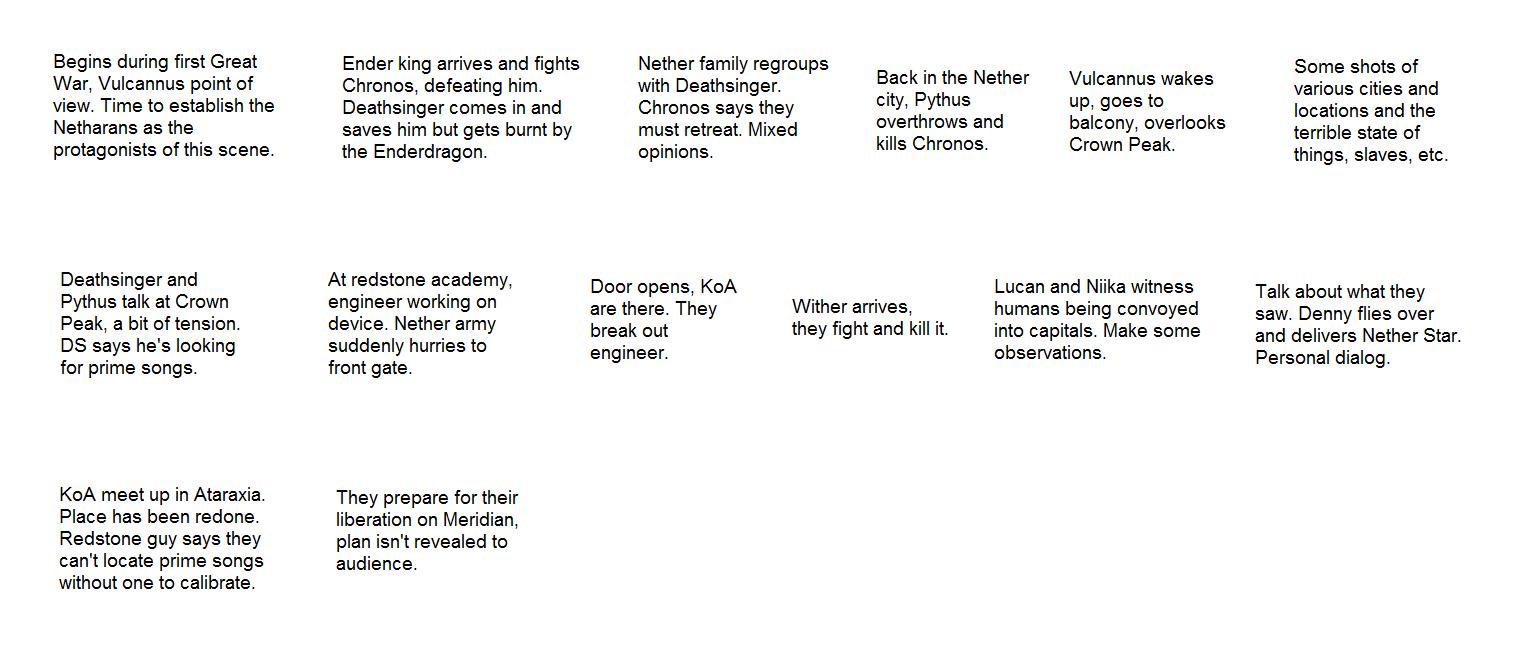 Begins during first Great
War, Vulcannus point of
view. Time to establish the
Netharans as the
protagonists of this scene.
Ender king arrives and fights
Chronos, defeating him.
Deathsinger comes in and
saves him but gets burnt by
the Enderdragon.
Nether family regroups
with Deathsinger.
Chronos says they
must retreat. Mixed
opinions.
Back in the Nether
city, Pythus
overthrows and
kills Chronos.
Vulcannus wakes
up, goes to
balcony, overlooks
Crown Peak.
Some shots of
various cities and
locations and the
terrible state of
things, slaves, etc.
Deathsinger and
Pythus talk at Crown
Peak, a bit of tension.
DS says he's looking
for prime songs.
At redstone academy,
engineer working on
device. Nether army
suddenly hurries to
front gate.
Door opens, KoA
are there. They
break out
engineer.
Wither arrives,
they fight and kill it.
Lucan and Niika witness
humans being convoyed
into capitals. Make some
observations.
Talk about what they
saw. Denny flies over
and delivers Nether Star.
Personal dialog.
KoA meet up in Ataraxia.
Place has been redone.
Redstone guy says they
can't locate prime songs
without one to calibrate.
They prepare for their
liberation on Meridian,
plan isn't revealed to
audience.